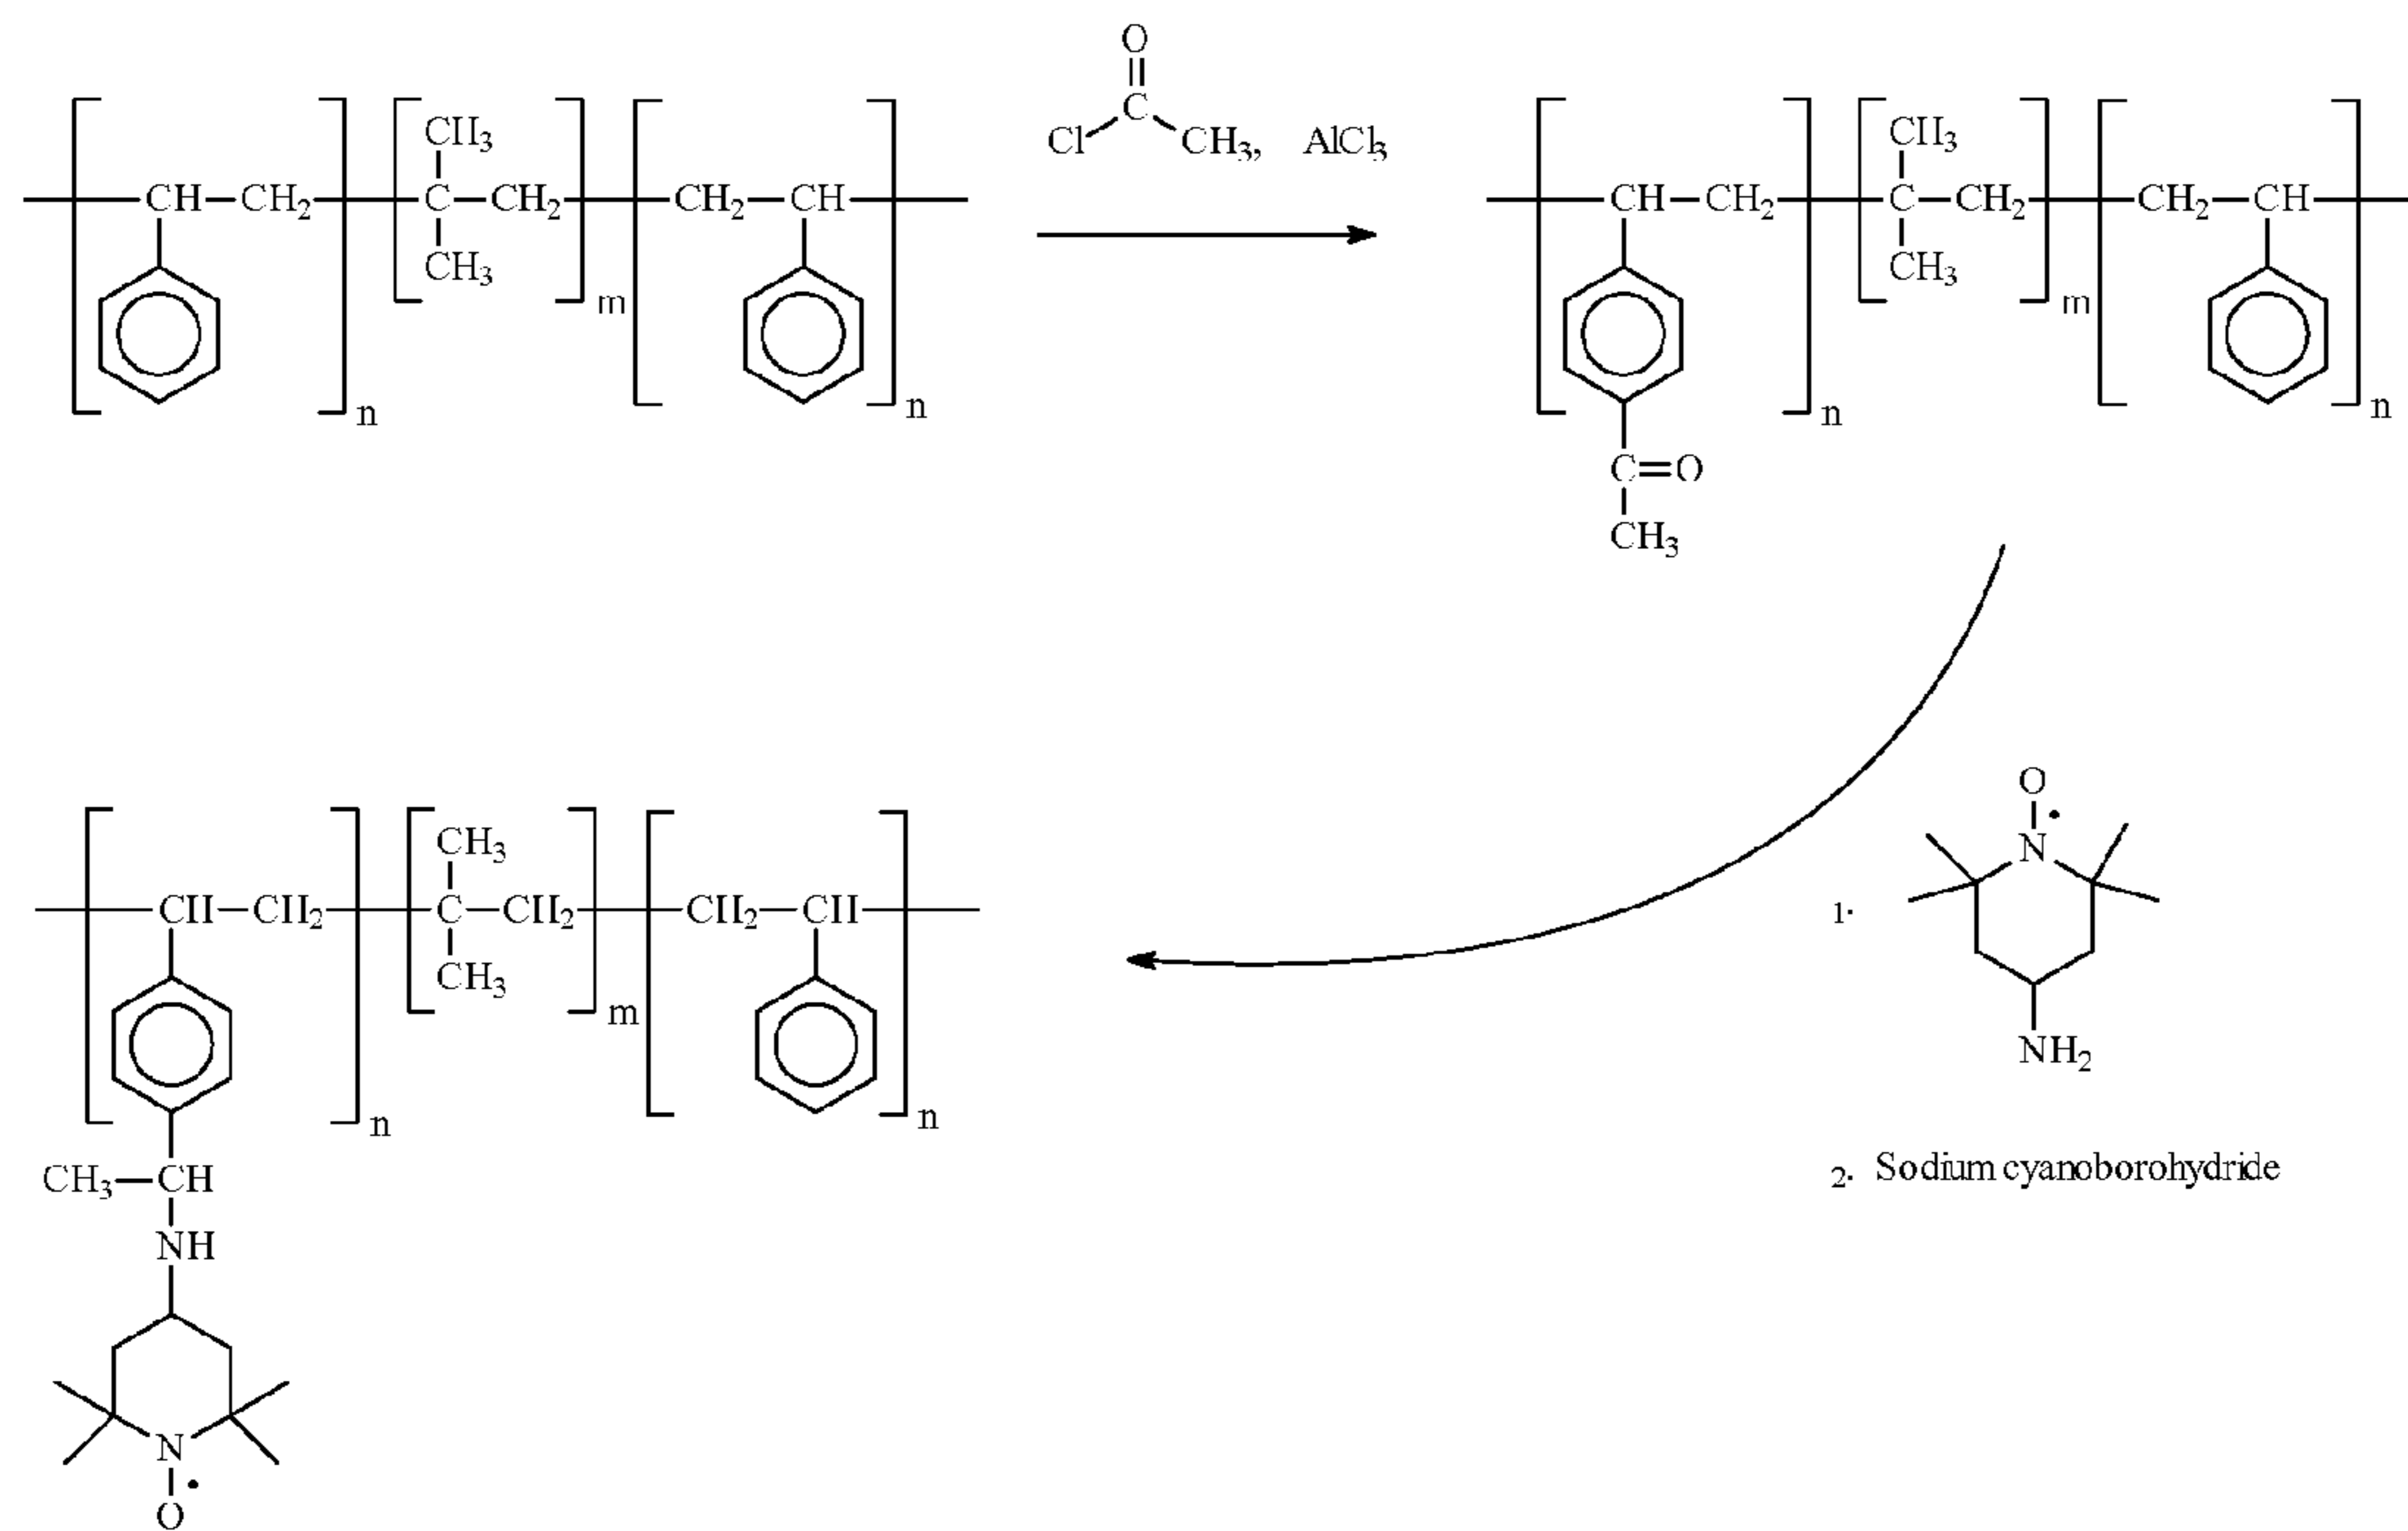 O
C
Cl CH3, AlCl3
CH3 CH3
CH—CH2 C—CH2 CH2—CH CH—CH2 C—CH2 CH2—CH
CH3 CH3
m m
n n n n
C=O
CH3
O
N•
CH3
CH—CH2 C—CH2 CH2—CH
1.
CH3
m
NH2
n n
CH3—CH
2. Sodium cyanoborohydride
NH
N
•
O